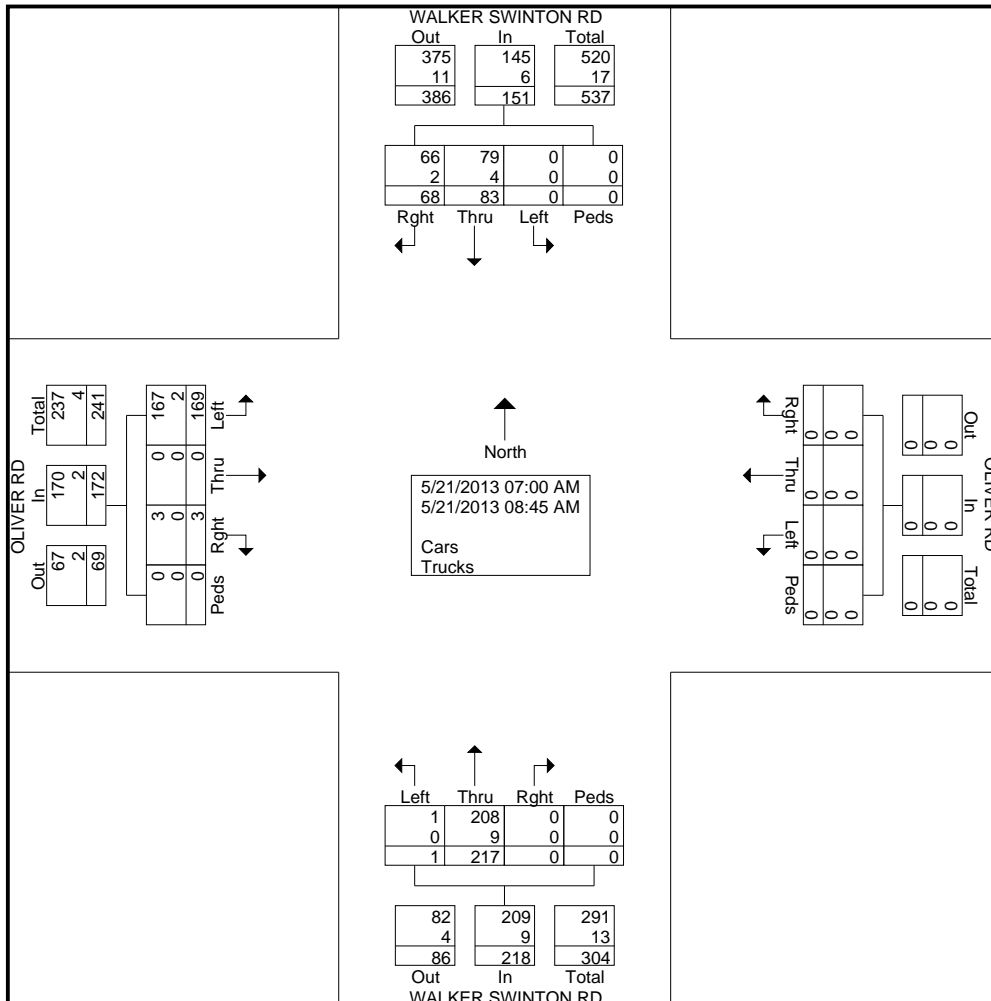 WALKER SWINTON RD
Out In Total
375 145 520
11 6 17
386 151 537
66 79 0 0
2 4 0 0
68 83 0 0
Rght Thru Left Peds
OLIVER RD
Total
237
4
241
In
170
2
172
Out
67
2
69
167
2
169
Left
0
0
0
Thru
3
0
3
Rght
0
0
0
Peds
North
5/21/2013 07:00 AM
5/21/2013 08:45 AM
Cars
Trucks
Rght
0
0
0
Thru
0
0
0
Left
0
0
0
Peds
0
0
0
Out
0
0
0
In
0
0
0
Total
0
0
0
OLIVER RD
Left Thru Rght Peds
1 208 0 0
0 9 0 0
1 217 0 0
82 209 291
4 9 13
86 218 304
Out In Total
WALKER SWINTON RD